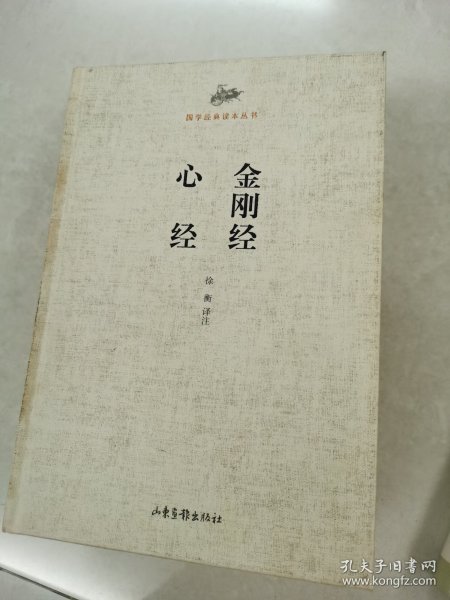 国学经典读本丛书
金刚经
心经
徐衡 译注
山东画报出版社
孔夫子旧书网
www.kongfz.com